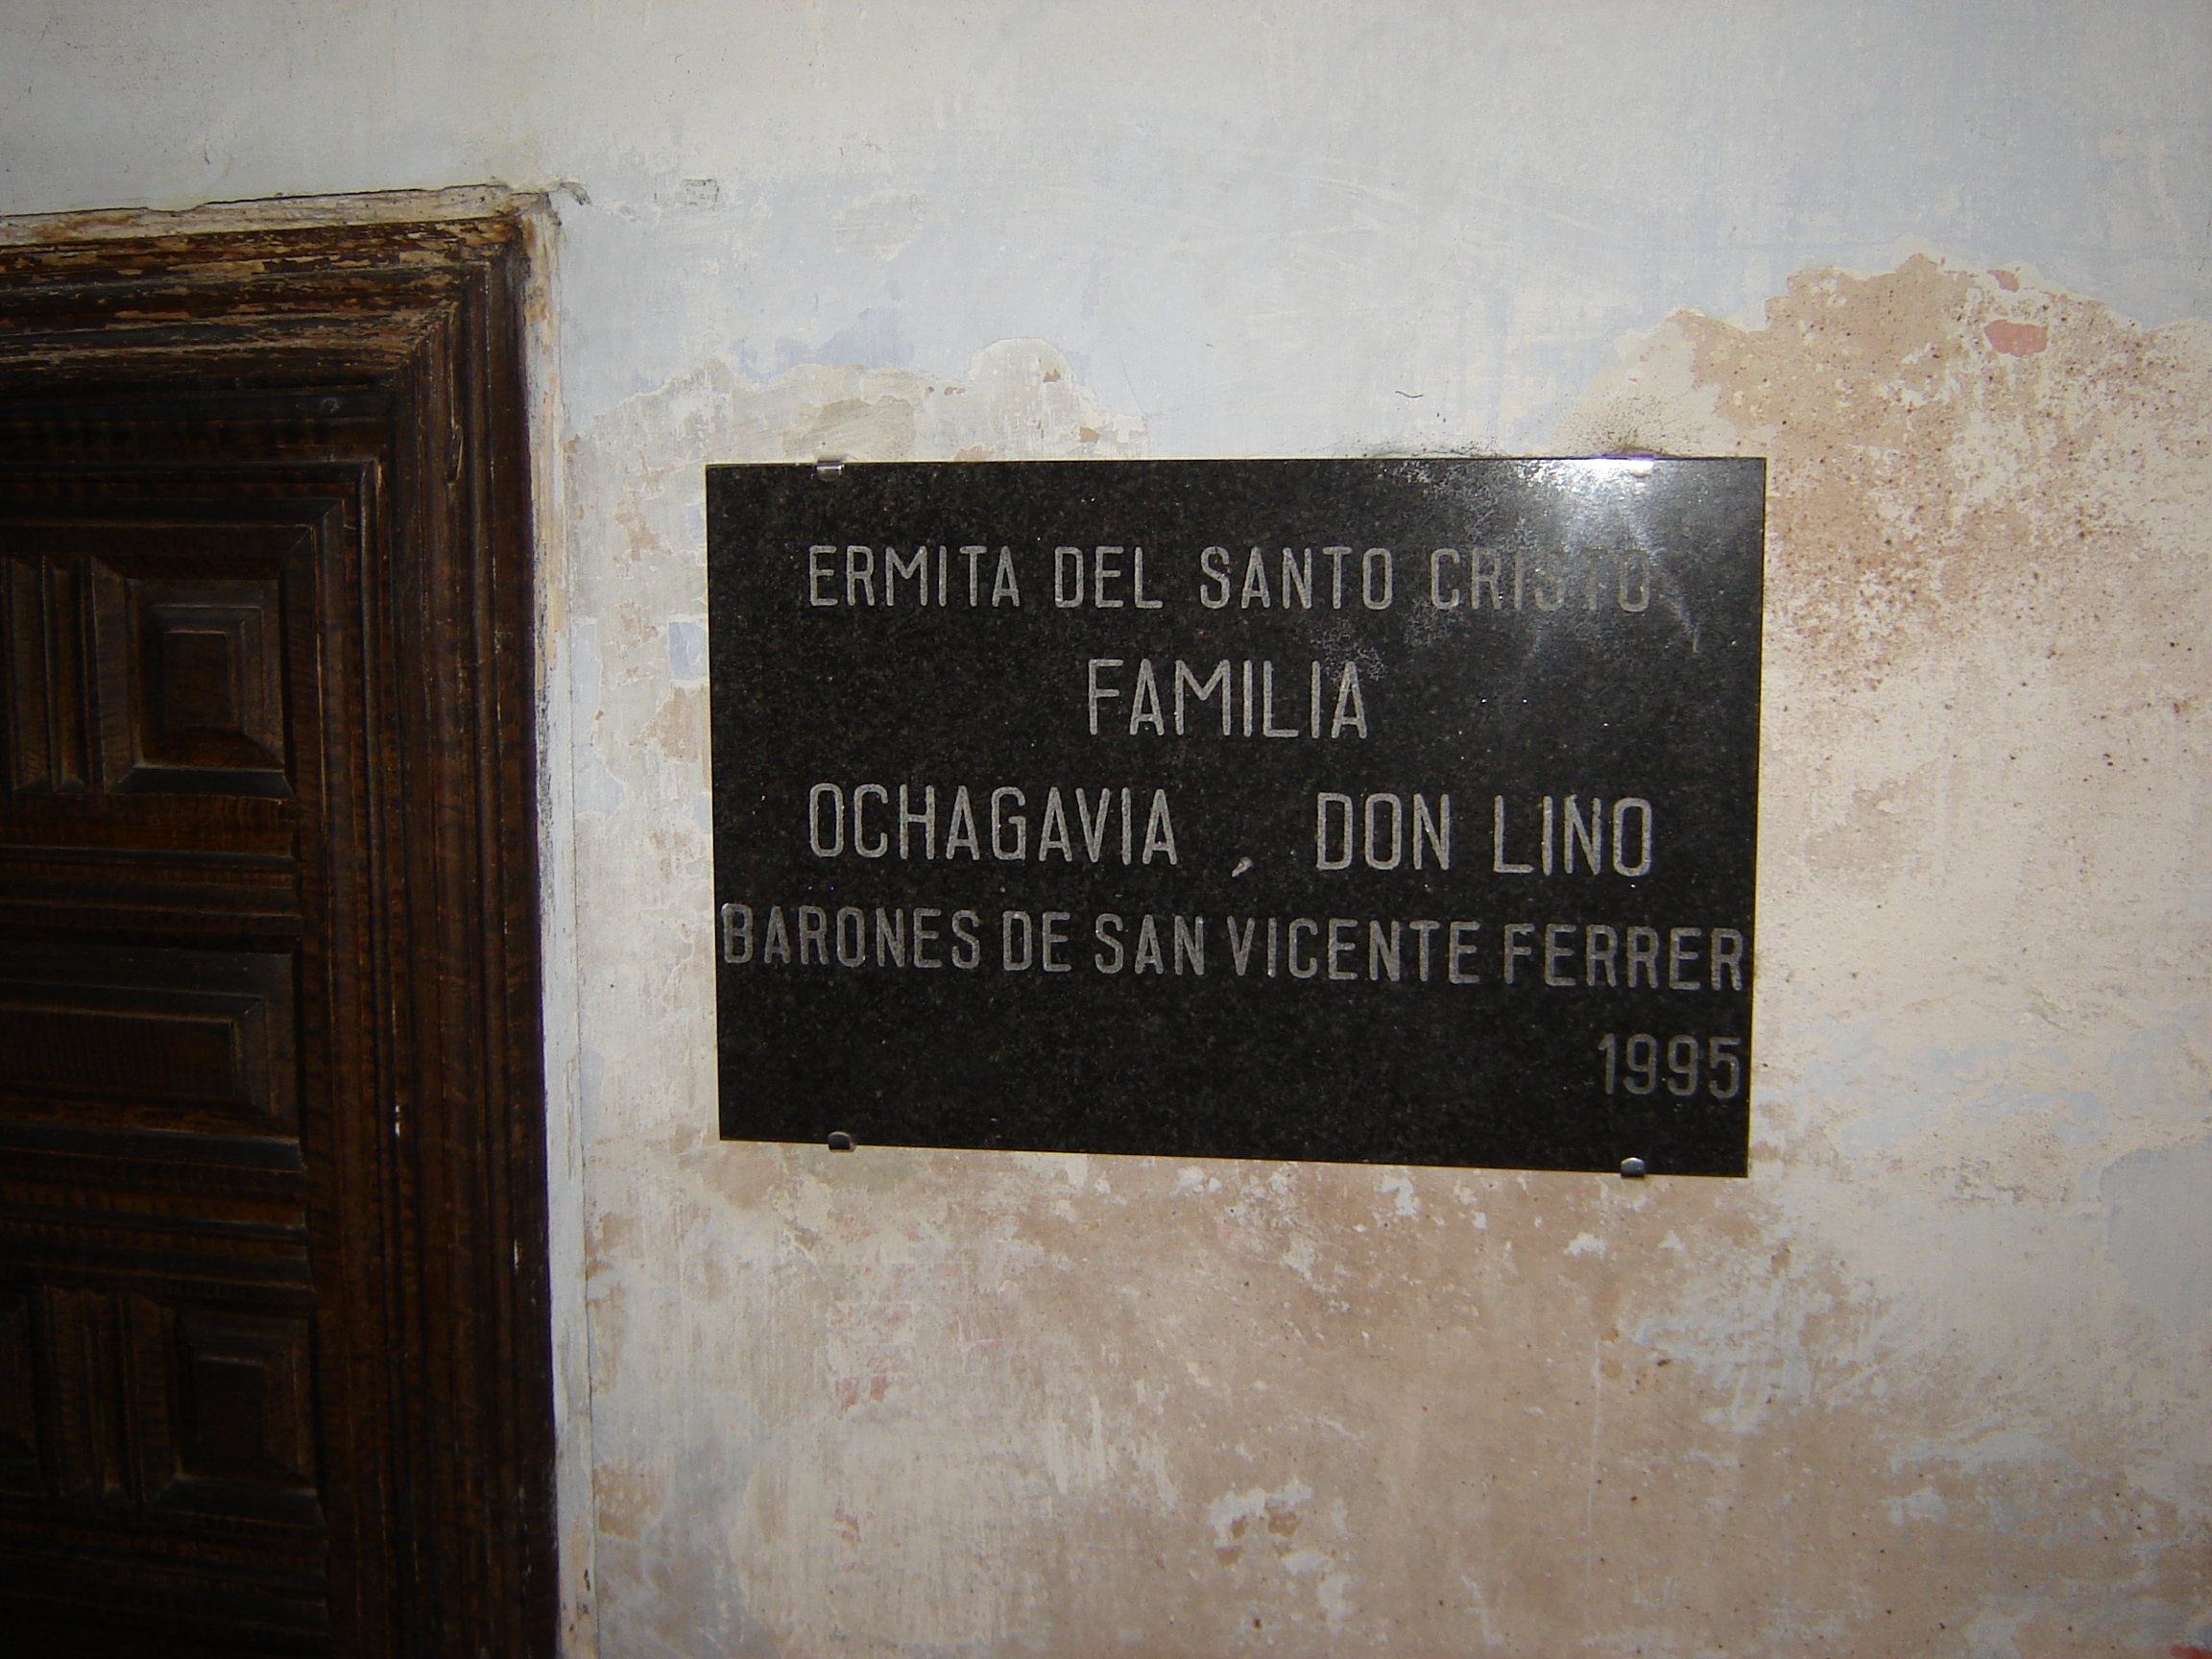 ERMITA DEL SANTO CRISTO
FAMILIA
OCHAGAVIA , DON LINO
BARONES DE SAN VICENTE FERRER
1995